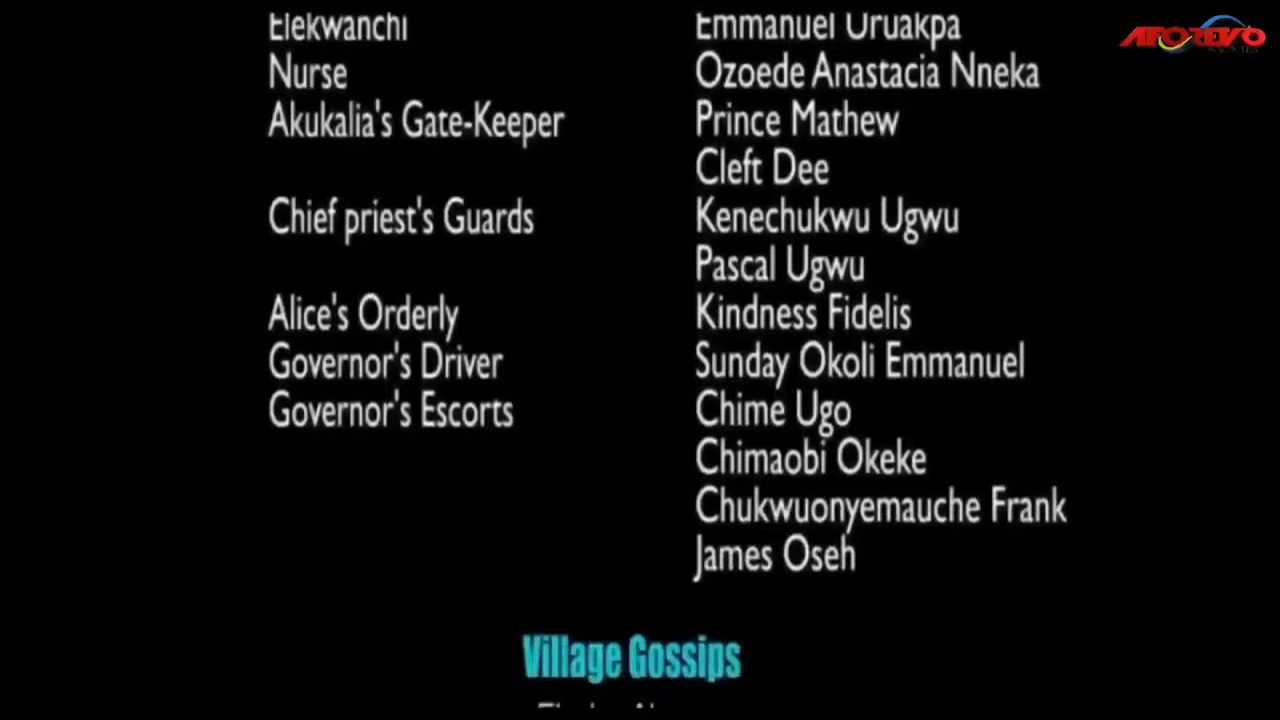 AFOREVO
Elekwanchi Emmanuel Uruakpa
Nurse Ozoede Anastacia Nneka
Akukalia's Gate-Keeper Prince Mathew
Cleft Dee
Chief priest's Guards Kenechukwu Ugwu
Pascal Ugwu
Alice's Orderly Kindness Fidelis
Governor's Driver Sunday Okoli Emmanuel
Governor's Escorts Chime Ugo
Chimaobi Okeke
Chukwuonyemauche Frank
James Oseh
Village Gossips